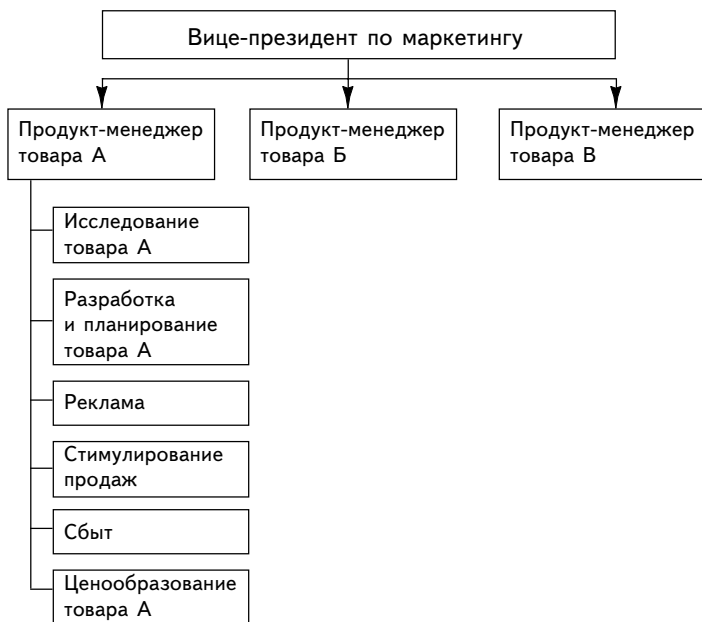 Вице-президент по маркетингу
Продукт-менеджер
товара А
Продукт-менеджер
товара Б
Продукт-менеджер
товара В
Исследование
товара А
Разработка
и планирование
товара А
Реклама
Стимулирование
продаж
Сбыт
Ценообразование
товара А